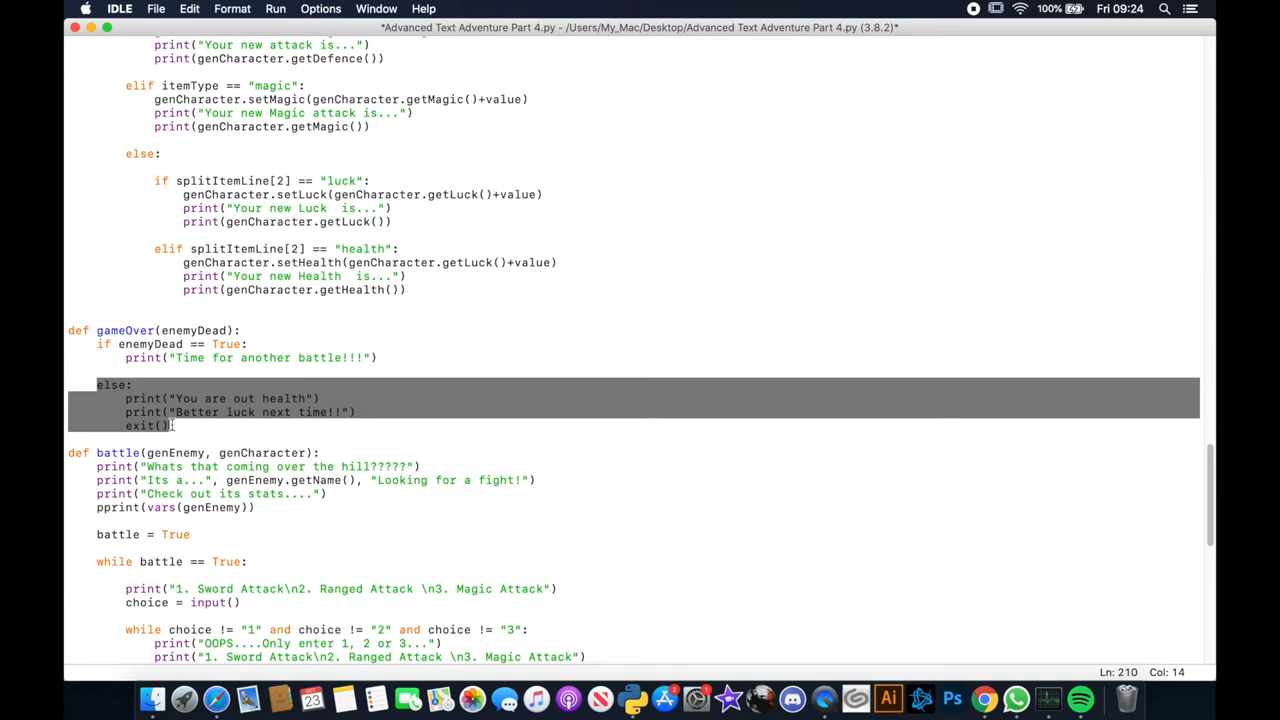 IDLE File Edit Format Run Options Window Help 100% Fri 09:24
*Advanced Text Adventure Part 4.py - /Users/My_Mac/Desktop/Advanced Text Adventure Part 4.py (3.8.2)*
print("Your new attack is...")
print(genCharacter.getDefence())
elif itemType == "magic":
genCharacter.setMagic(genCharacter.getMagic()+value)
print("Your new Magic attack is...")
print(genCharacter.getMagic())
else:
if splitItemLine[2] == "luck":
genCharacter.setLuck(genCharacter.getLuck()+value)
print("Your new Luck  is...")
print(genCharacter.getLuck())
elif splitItemLine[2] == "health":
genCharacter.setHealth(genCharacter.getLuck()+value)
print("Your new Health  is...")
print(genCharacter.getHealth())
def gameOver(enemyDead):
if enemyDead == True:
print("Time for another battle!!!")
else:
print("You are out health")
print("Better luck next time!!")
exit()
def battle(genEnemy, genCharacter):
print("Whats that coming over the hill?????")
print("Its a...", genEnemy.getName(), "Looking for a fight!")
print("Check out its stats....")
pprint(vars(genEnemy))
battle = True
while battle == True:
print("1. Sword Attack\n2. Ranged Attack \n3. Magic Attack")
choice = input()
while choice != "1" and choice != "2" and choice != "3":
print("OOPS....Only enter 1, 2 or 3...")
print("1. Sword Attack\n2. Ranged Attack \n3. Magic Attack")
Ln: 210 Col: 14
OCT
23
2
1
Ai
Ps